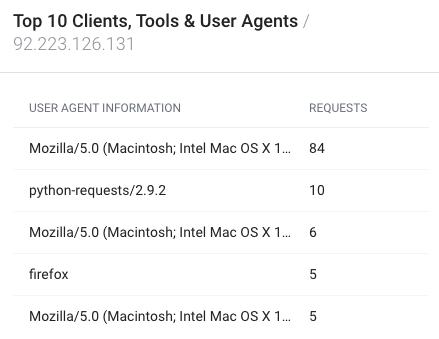 Top 10 Clients, Tools & User Agents /
92.223.126.131
USER AGENT INFORMATION REQUESTS
Mozilla/5.0 (Macintosh; Intel Mac OS X 1... 84
python-requests/2.9.2 10
Mozilla/5.0 (Macintosh; Intel Mac OS X 1... 6
firefox 5
Mozilla/5.0 (Macintosh; Intel Mac OS X 1... 5